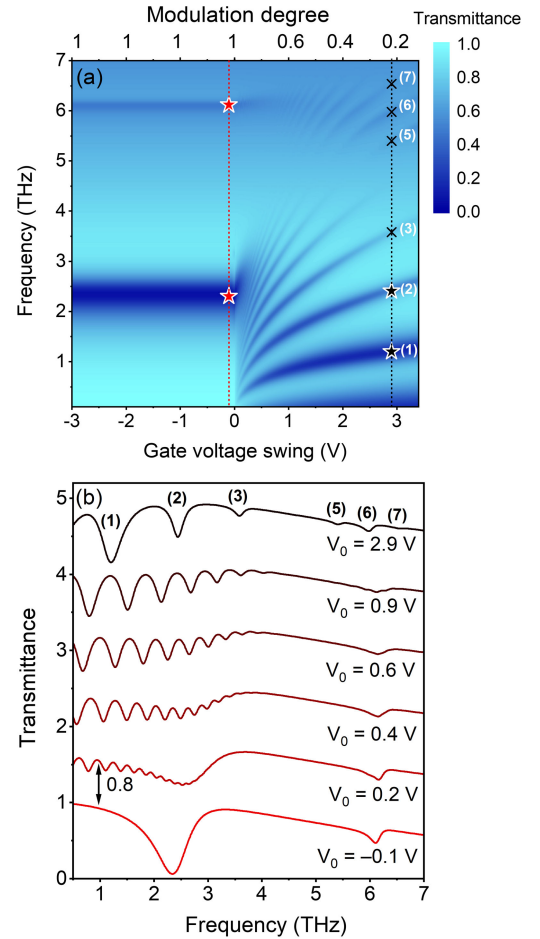 Modulation degree
Transmittance
1 1 1 1 0.6 0.4 0.2
(a)
7
6
5
4
3
2
1
Frequency (THz)
(7)
(6)
(5)
(3)
(2)
(1)
1.0
0.8
0.6
0.4
0.2
0.0
-3 -2 -1 0 1 2 3
Gate voltage swing (V)
(b)
5
4
3
2
1
0
Transmittance
(1) (2) (3) (5) (6) (7)
V0 = 2.9 V
V0 = 0.9 V
V0 = 0.6 V
V0 = 0.4 V
V0 = 0.2 V
0.8
V0 = –0.1 V
1 2 3 4 5 6 7
Frequency (THz)